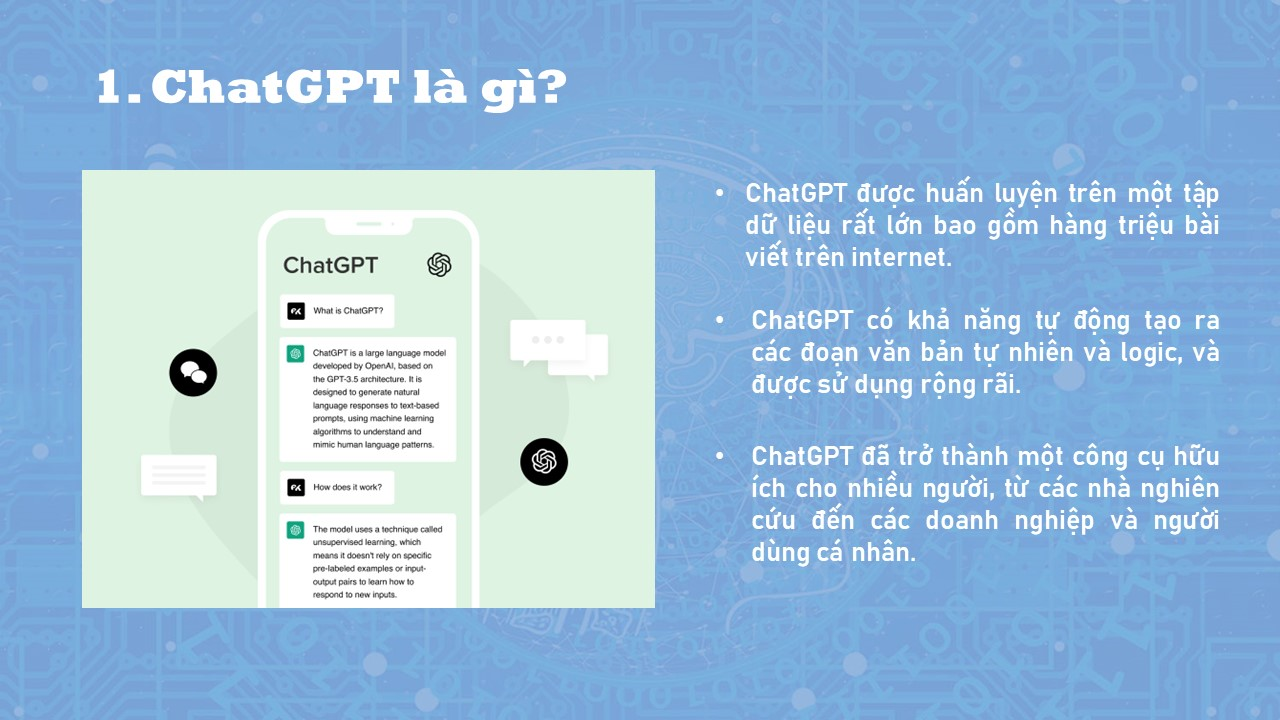 1. ChatGPT là gì?
ChatGPT
What is ChatGPT?
ChatGPT is a large language model
developed by OpenAI, based on
the GPT-3.5 architecture. It is
designed to generate natural
language responses to text-based
prompts, using machine learning
algorithms to understand and
mimic human language patterns.
How does it work?
The model uses a technique called
unsupervised learning, which
means it doesn't rely on specific
pre-labeled examples or input-
output pairs to learn how to
respond to new inputs.
• ChatGPT được huấn luyện trên một tập
dữ liệu rất lớn bao gồm hàng triệu bài
viết trên internet.
• ChatGPT có khả năng tự động tạo ra
các đoạn văn bản tự nhiên và logic, và
được sử dụng rộng rãi.
• ChatGPT đã trở thành một công cụ hữu
ích cho nhiều người, từ các nhà nghiên
cứu đến các doanh nghiệp và người
dùng cá nhân.